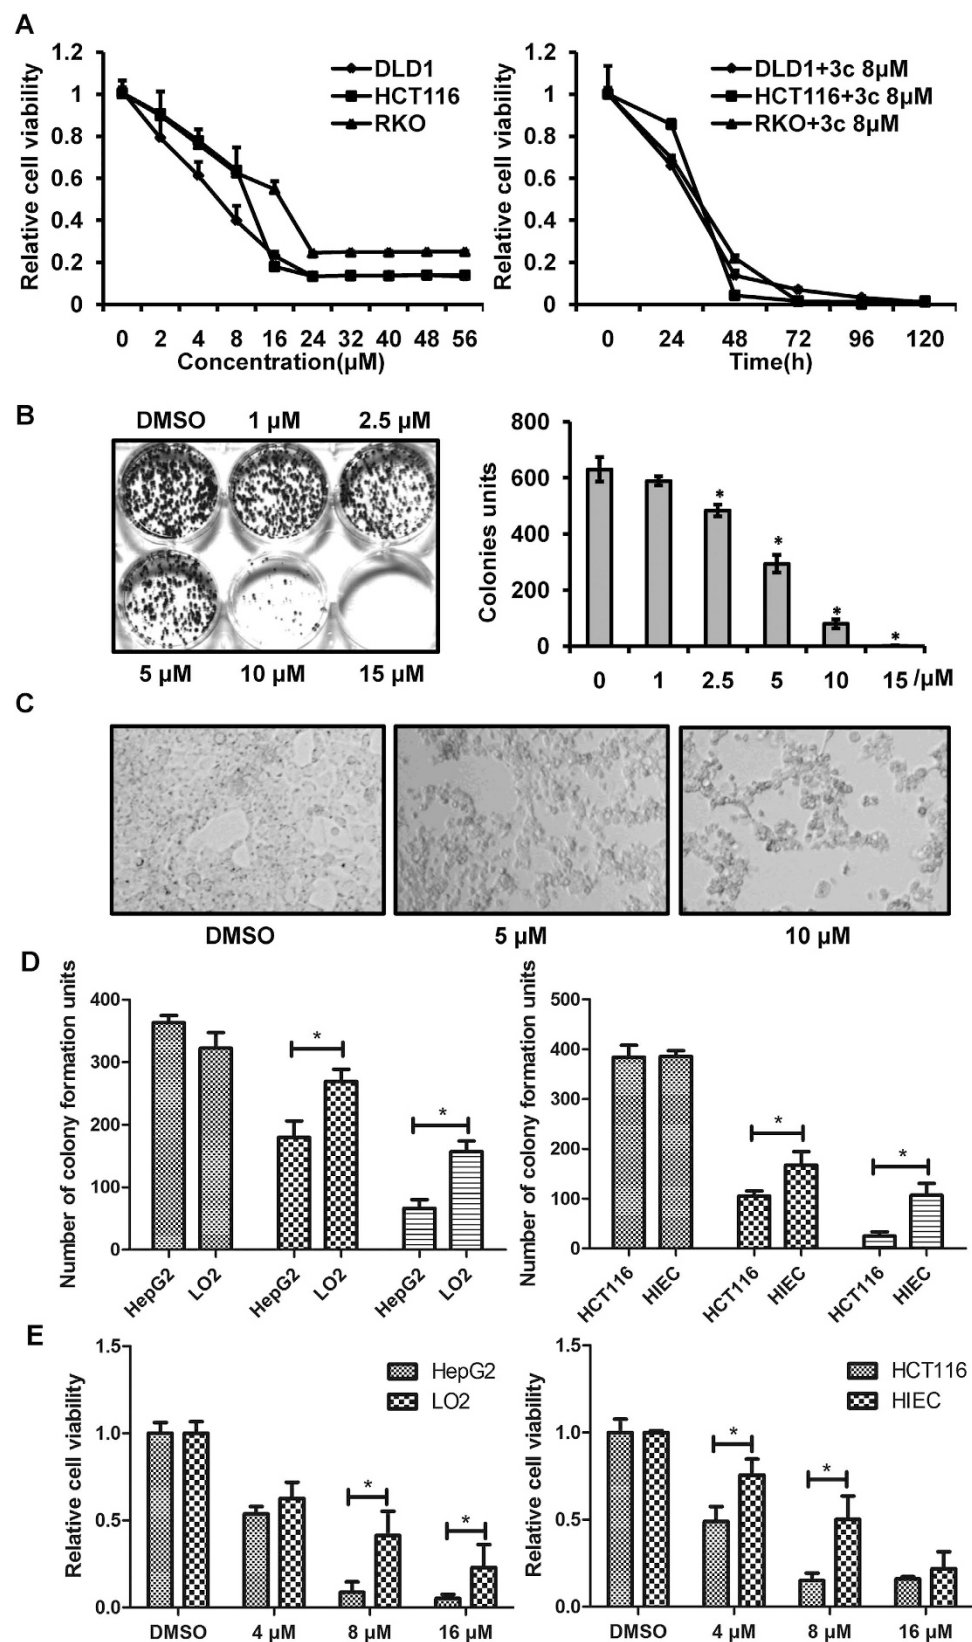 A
Relative cell viability
1.2
1
0.8
0.6
0.4
0.2
0
DLD1
HCT116
RKO
0 2 4 8 16 24 32 40 48 56
Concentration(µM)
Relative cell viability
1.2
1
0.8
0.6
0.4
0.2
0
DLD1+3c 8µM
HCT116+3c 8µM
RKO+3c 8µM
0 24 48 72 96 120
Time(h)
B
DMSO 1 µM 2.5 µM
5 µM 10 µM 15 µM
Colonies units
800
600
400
200
0
* * * *
0 1 2.5 5 10 15 /µM
C
DMSO 5 µM 10 µM
D
Number of colony formation units
400
300
200
100
0
* *
HepG2 LO2 HepG2 LO2 HepG2 LO2
Number of colony formation units
500
400
300
200
100
0
* *
HCT116 HIEC HCT116 HIEC HCT116 HIEC
E
Relative cell viability
1.5
1.0
0.5
0.0
HepG2
LO2
* *
DMSO 4 µM 8 µM 16 µM
Relative cell viability
1.5
1.0
0.5
0.0
HCT116
HIEC
* *
DMSO 4 µM 8 µM 16 µM